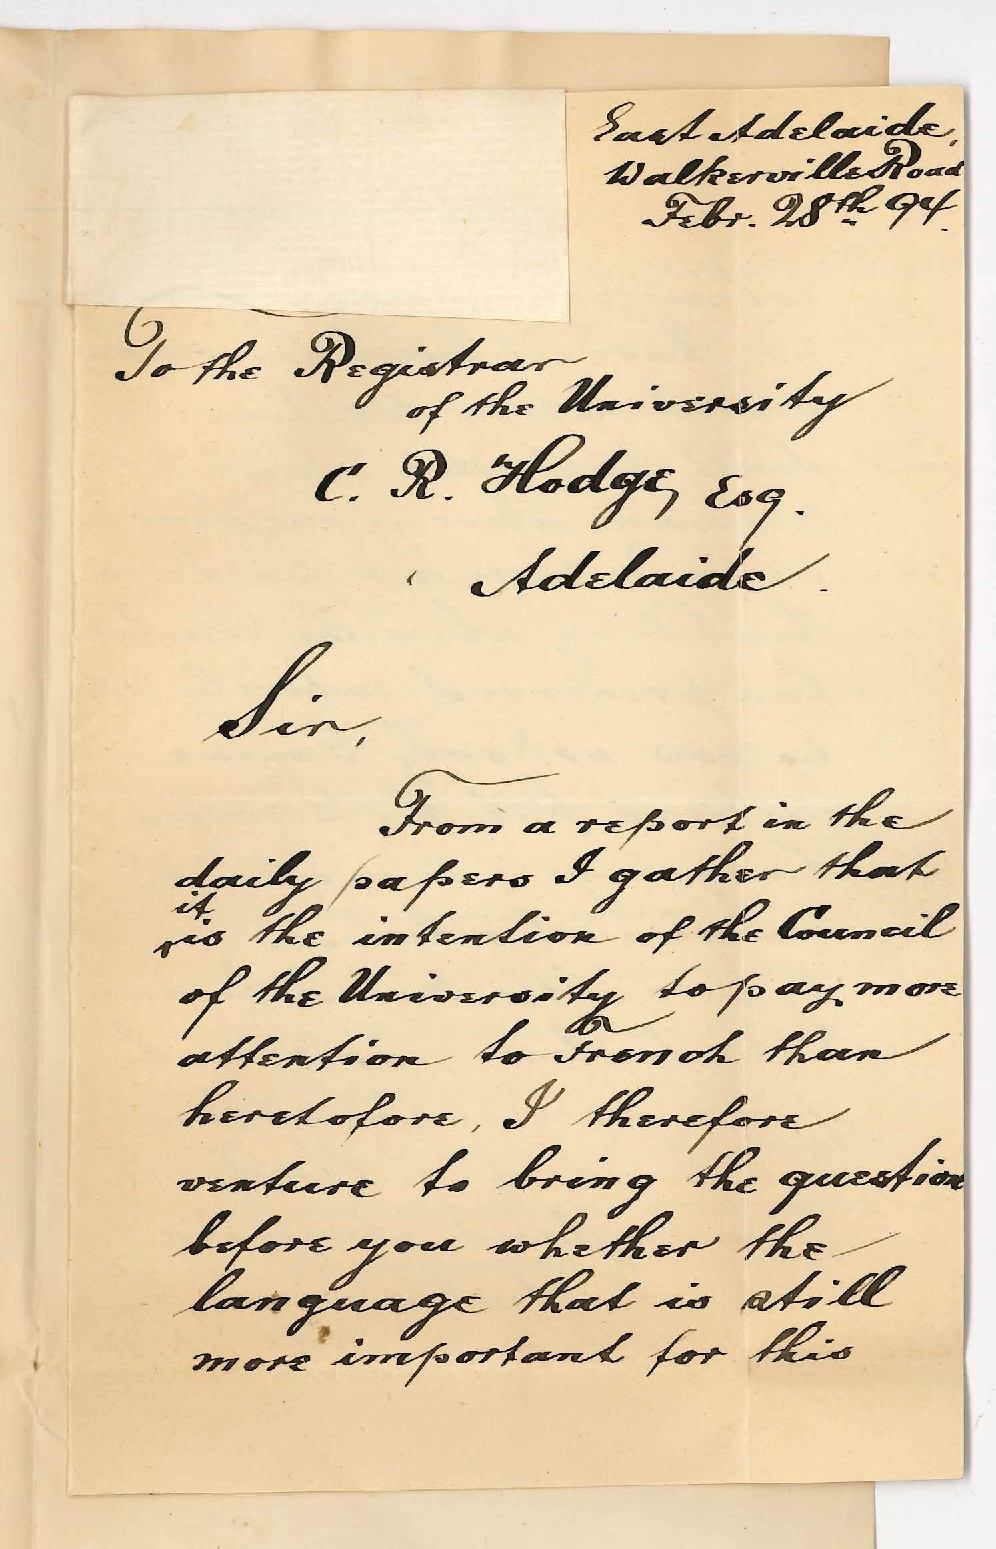 East Adelaide,
Walkerville Road
Febr. 28th 94.
To the Registrar
of the University
C. R. Hodge, Esq.
Adelaide.
Sir,
From a report in the
daily papers I gather that
it
is the intention of the Council
of the University to pay more
attention to French than
heretofore, I therefore
venture to bring the question
before you whether the
language that is still
more important for this